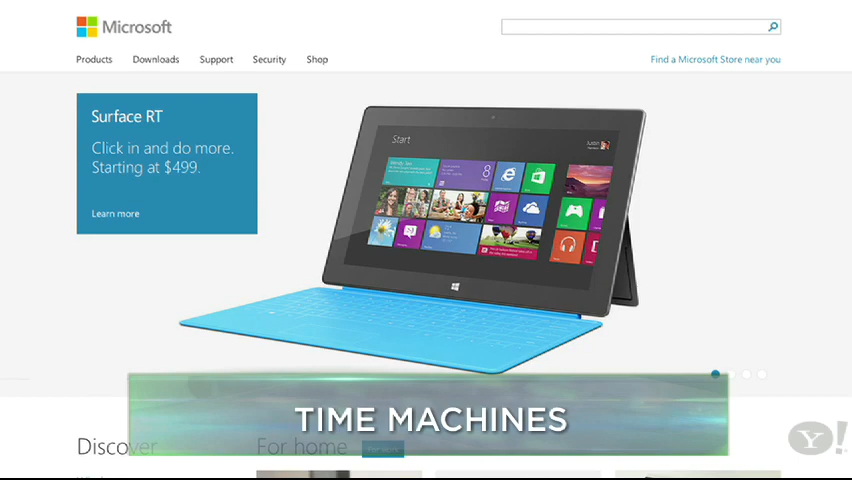 Microsoft
Products Downloads Support Security Shop
Find a Microsoft Store near you
Surface RT
Click in and do more.
Starting at $499.
Learn more
Start
8
TIME MACHINES
Discover
For home
Y!